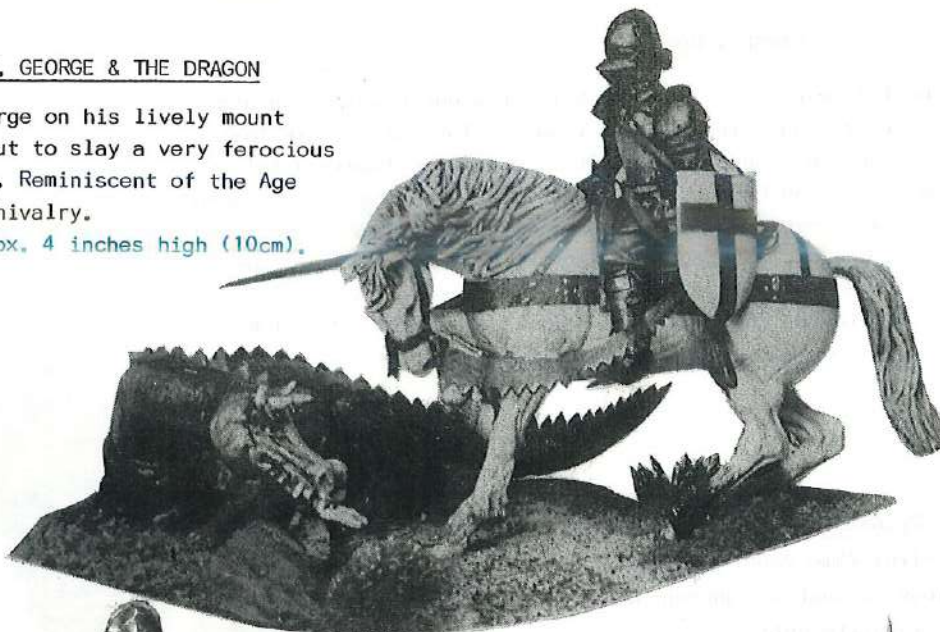 GEORGE & THE DRAGON
rge on his lively mount
ut to slay a very ferocious
. Reminiscent of the Age
hivalry.
ox. 4 inches high (10cm).